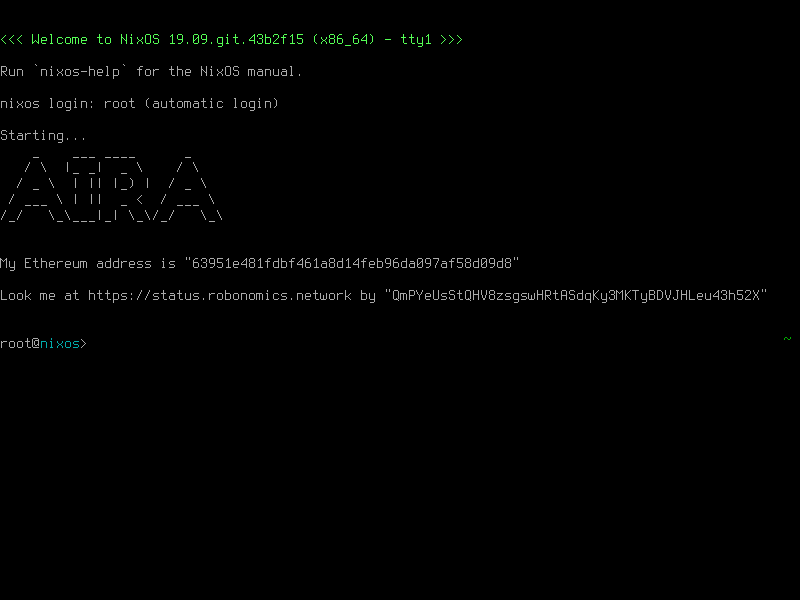 <<< Welcome to NixOS 19.09.git.43b2f15 (x86_64) - tty1 >>>
Run `nixos-help` for the NixOS manual.
nixos login: root (automatic login)
Starting...
AIRA
My Ethereum address is "63951e481fdbf461a8d14feb96da097af58d09d8"
Look me at https://status.robonomics.network by "QmPYeUsStQHV8zsgswHRtASdqKy3MKTyBDVJHLeu43h52X"
root@nixos> ~